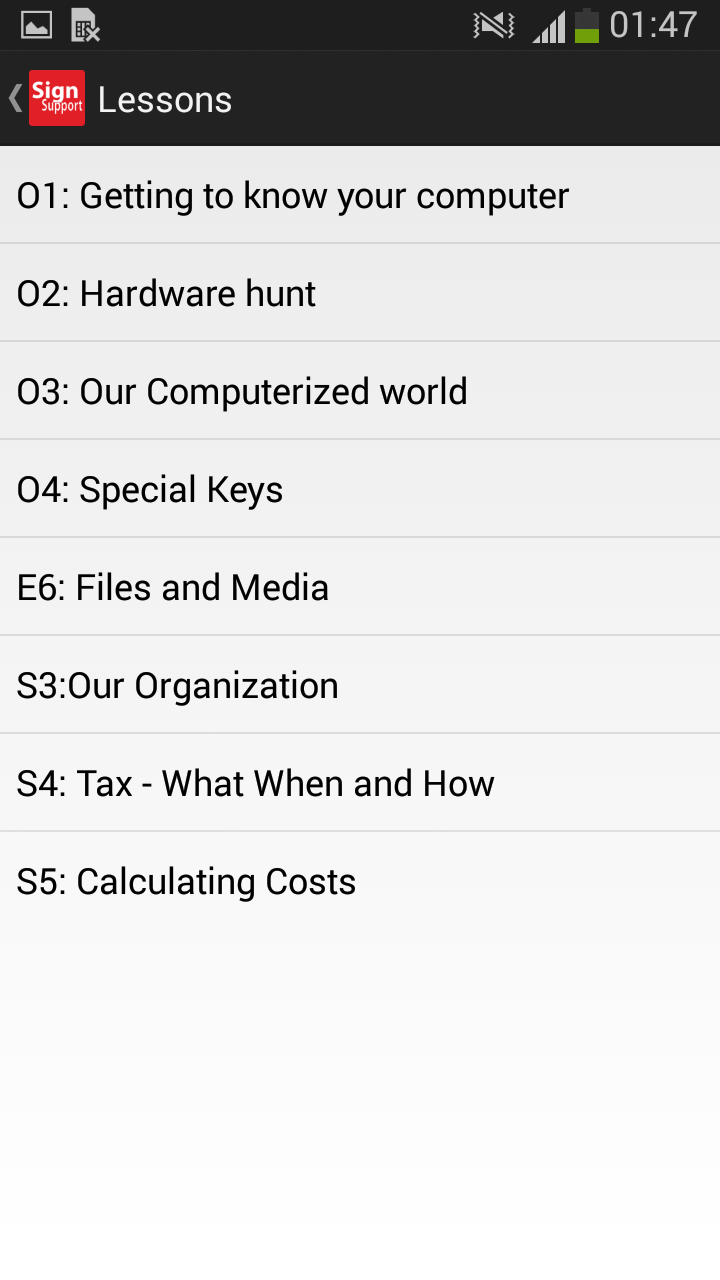 01:47
Sign
Support
Lessons
O1: Getting to know your computer
O2: Hardware hunt
O3: Our Computerized world
O4: Special Keys
E6: Files and Media
S3:Our Organization
S4: Tax - What When and How
S5: Calculating Costs